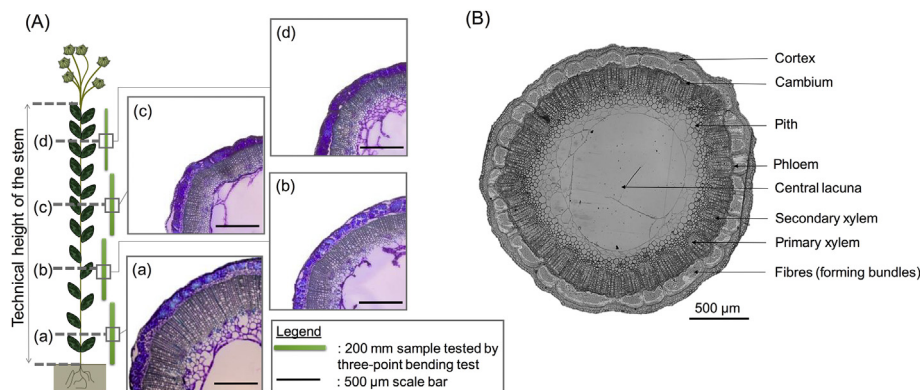 (A)
Technical height of the stem
(d)
(c)
(b)
(a)
(d)
(c)
(b)
(a)
Legend
: 200 mm sample tested by
three-point bending test
: 500 µm scale bar
(B)
Cortex
Cambium
Pith
Phloem
Central lacuna
Secondary xylem
Primary xylem
Fibres (forming bundles)
500 µm